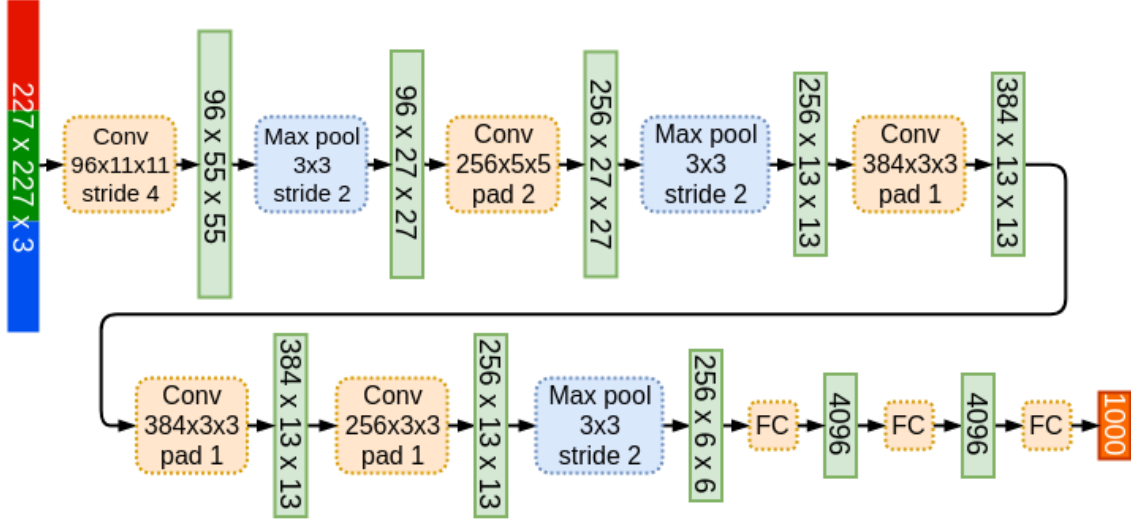 227 x 227 x 3
Conv
96x11x11
stride 4
96 x 55 x 55
Max pool
3x3
stride 2
96 x 27 x 27
Conv
256x5x5
pad 2
256 x 27 x 27
Max pool
3x3
stride 2
256 x 13 x 13
Conv
384x3x3
pad 1
384 x 13 x 13
Conv
384x3x3
pad 1
384 x 13 x 13
Conv
256x3x3
pad 1
256 x 13 x 13
Max pool
3x3
stride 2
256 x 6 x 6
FC
4096
FC
4096
FC
1000